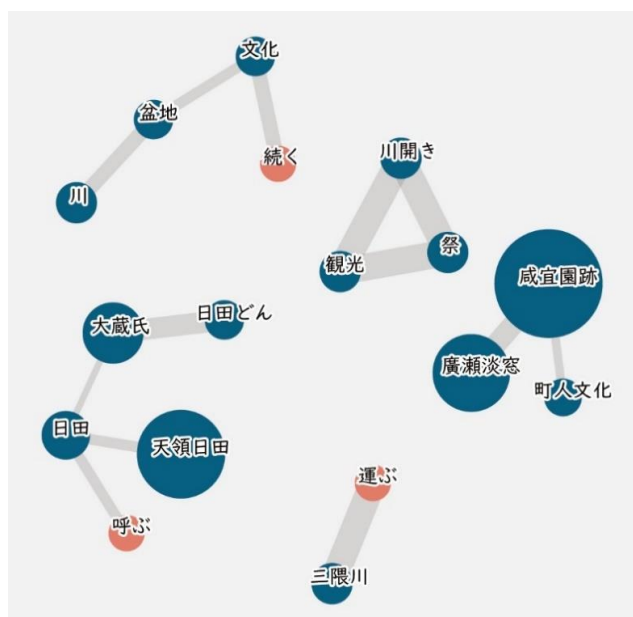 文化
盆地
続く
川
川開き
祭
観光
咸宜園跡
大蔵氏
日田どん
廣瀬淡窓
町人文化
日田
天領日田
運ぶ
呼ぶ
三隈川